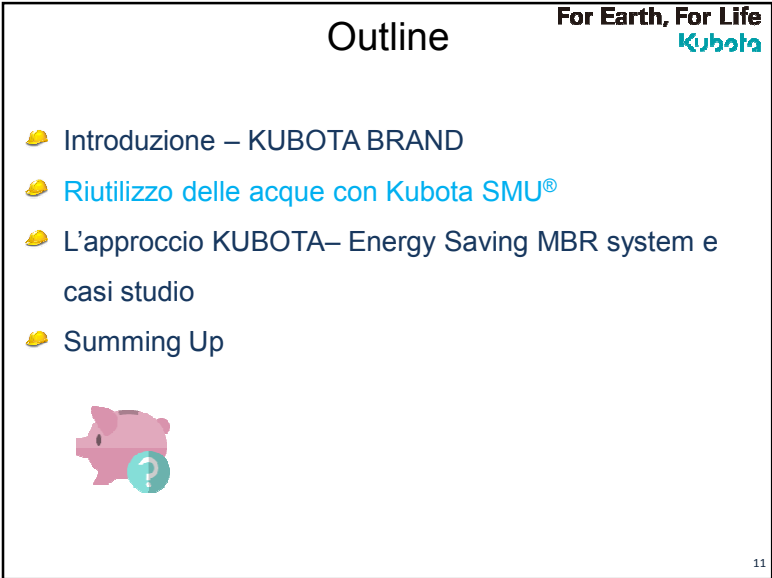 Outline
For Earth, For Life
Kubota
Introduzione – KUBOTA BRAND
Riutilizzo delle acque con Kubota SMU®
L’approccio KUBOTA– Energy Saving MBR system e
casi studio
Summing Up
?
11